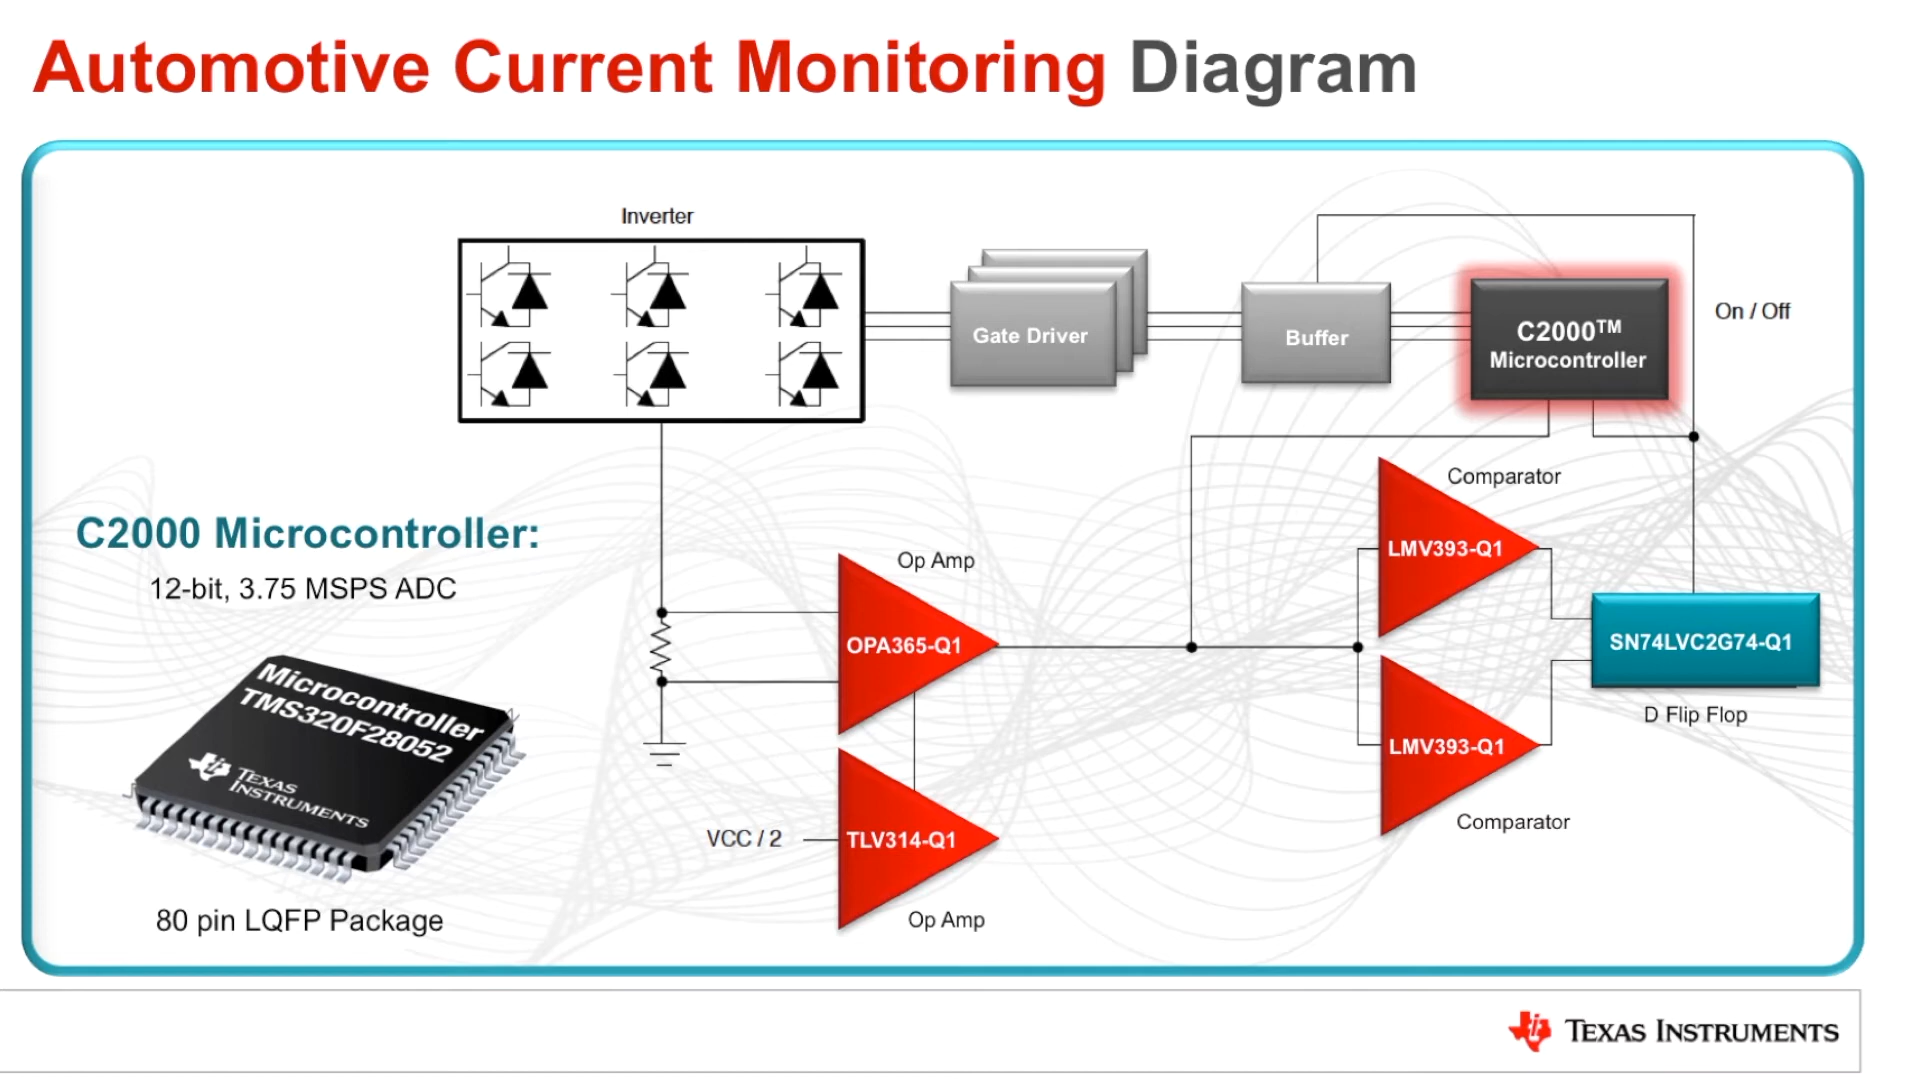 Automotive Current Monitoring Diagram
Inverter
Gate Driver
Buffer
C2000™
Microcontroller
On / Off
Comparator
C2000 Microcontroller:
12-bit, 3.75 MSPS ADC
Op Amp
LMV393-Q1
OPA365-Q1
SN74LVC2G74-Q1
D Flip Flop
Microcontroller
TMS320F28052
TEXAS
INSTRUMENTS
LMV393-Q1
VCC / 2
TLV314-Q1
Comparator
80 pin LQFP Package
Op Amp
TEXAS INSTRUMENTS